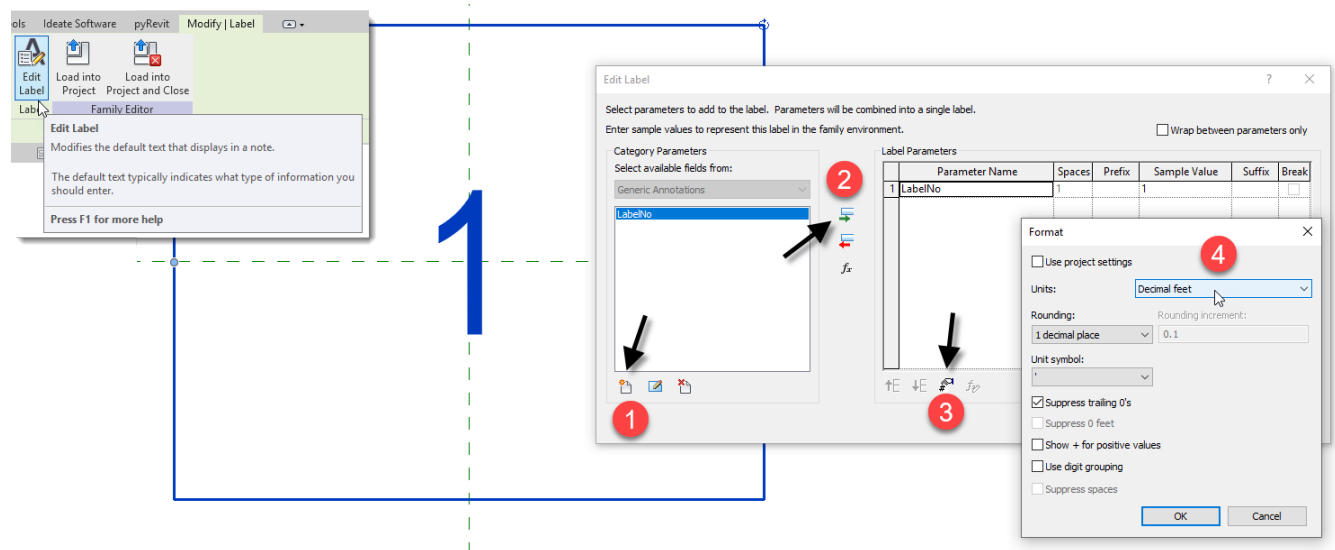 ols Ideate Software pyRevit Modify | Label
Edit Label
Load into Project
Load into Project and Close
Label Family Editor
Edit Label
Modifies the default text that displays in a note.
The default text typically indicates what type of information you
should enter.
Press F1 for more help
1
Edit Label
? ×
Select parameters to add to the label. Parameters will be combined into a single label.
Enter sample values to represent this label in the family environment.
Wrap between parameters only
Category Parameters
Select available fields from:
Generic Annotations
LabelNo
1
2
fx
Label Parameters
Parameter Name Spaces Prefix Sample Value Suffix Break
1 LabelNo 1 1
3
Format
4
Use project settings
Units: Decimal feet
Rounding: Rounding increment:
1 decimal place 0.1
Unit symbol:
'
Suppress trailing 0's
Suppress 0 feet
Show + for positive values
Use digit grouping
Suppress spaces
OK Cancel